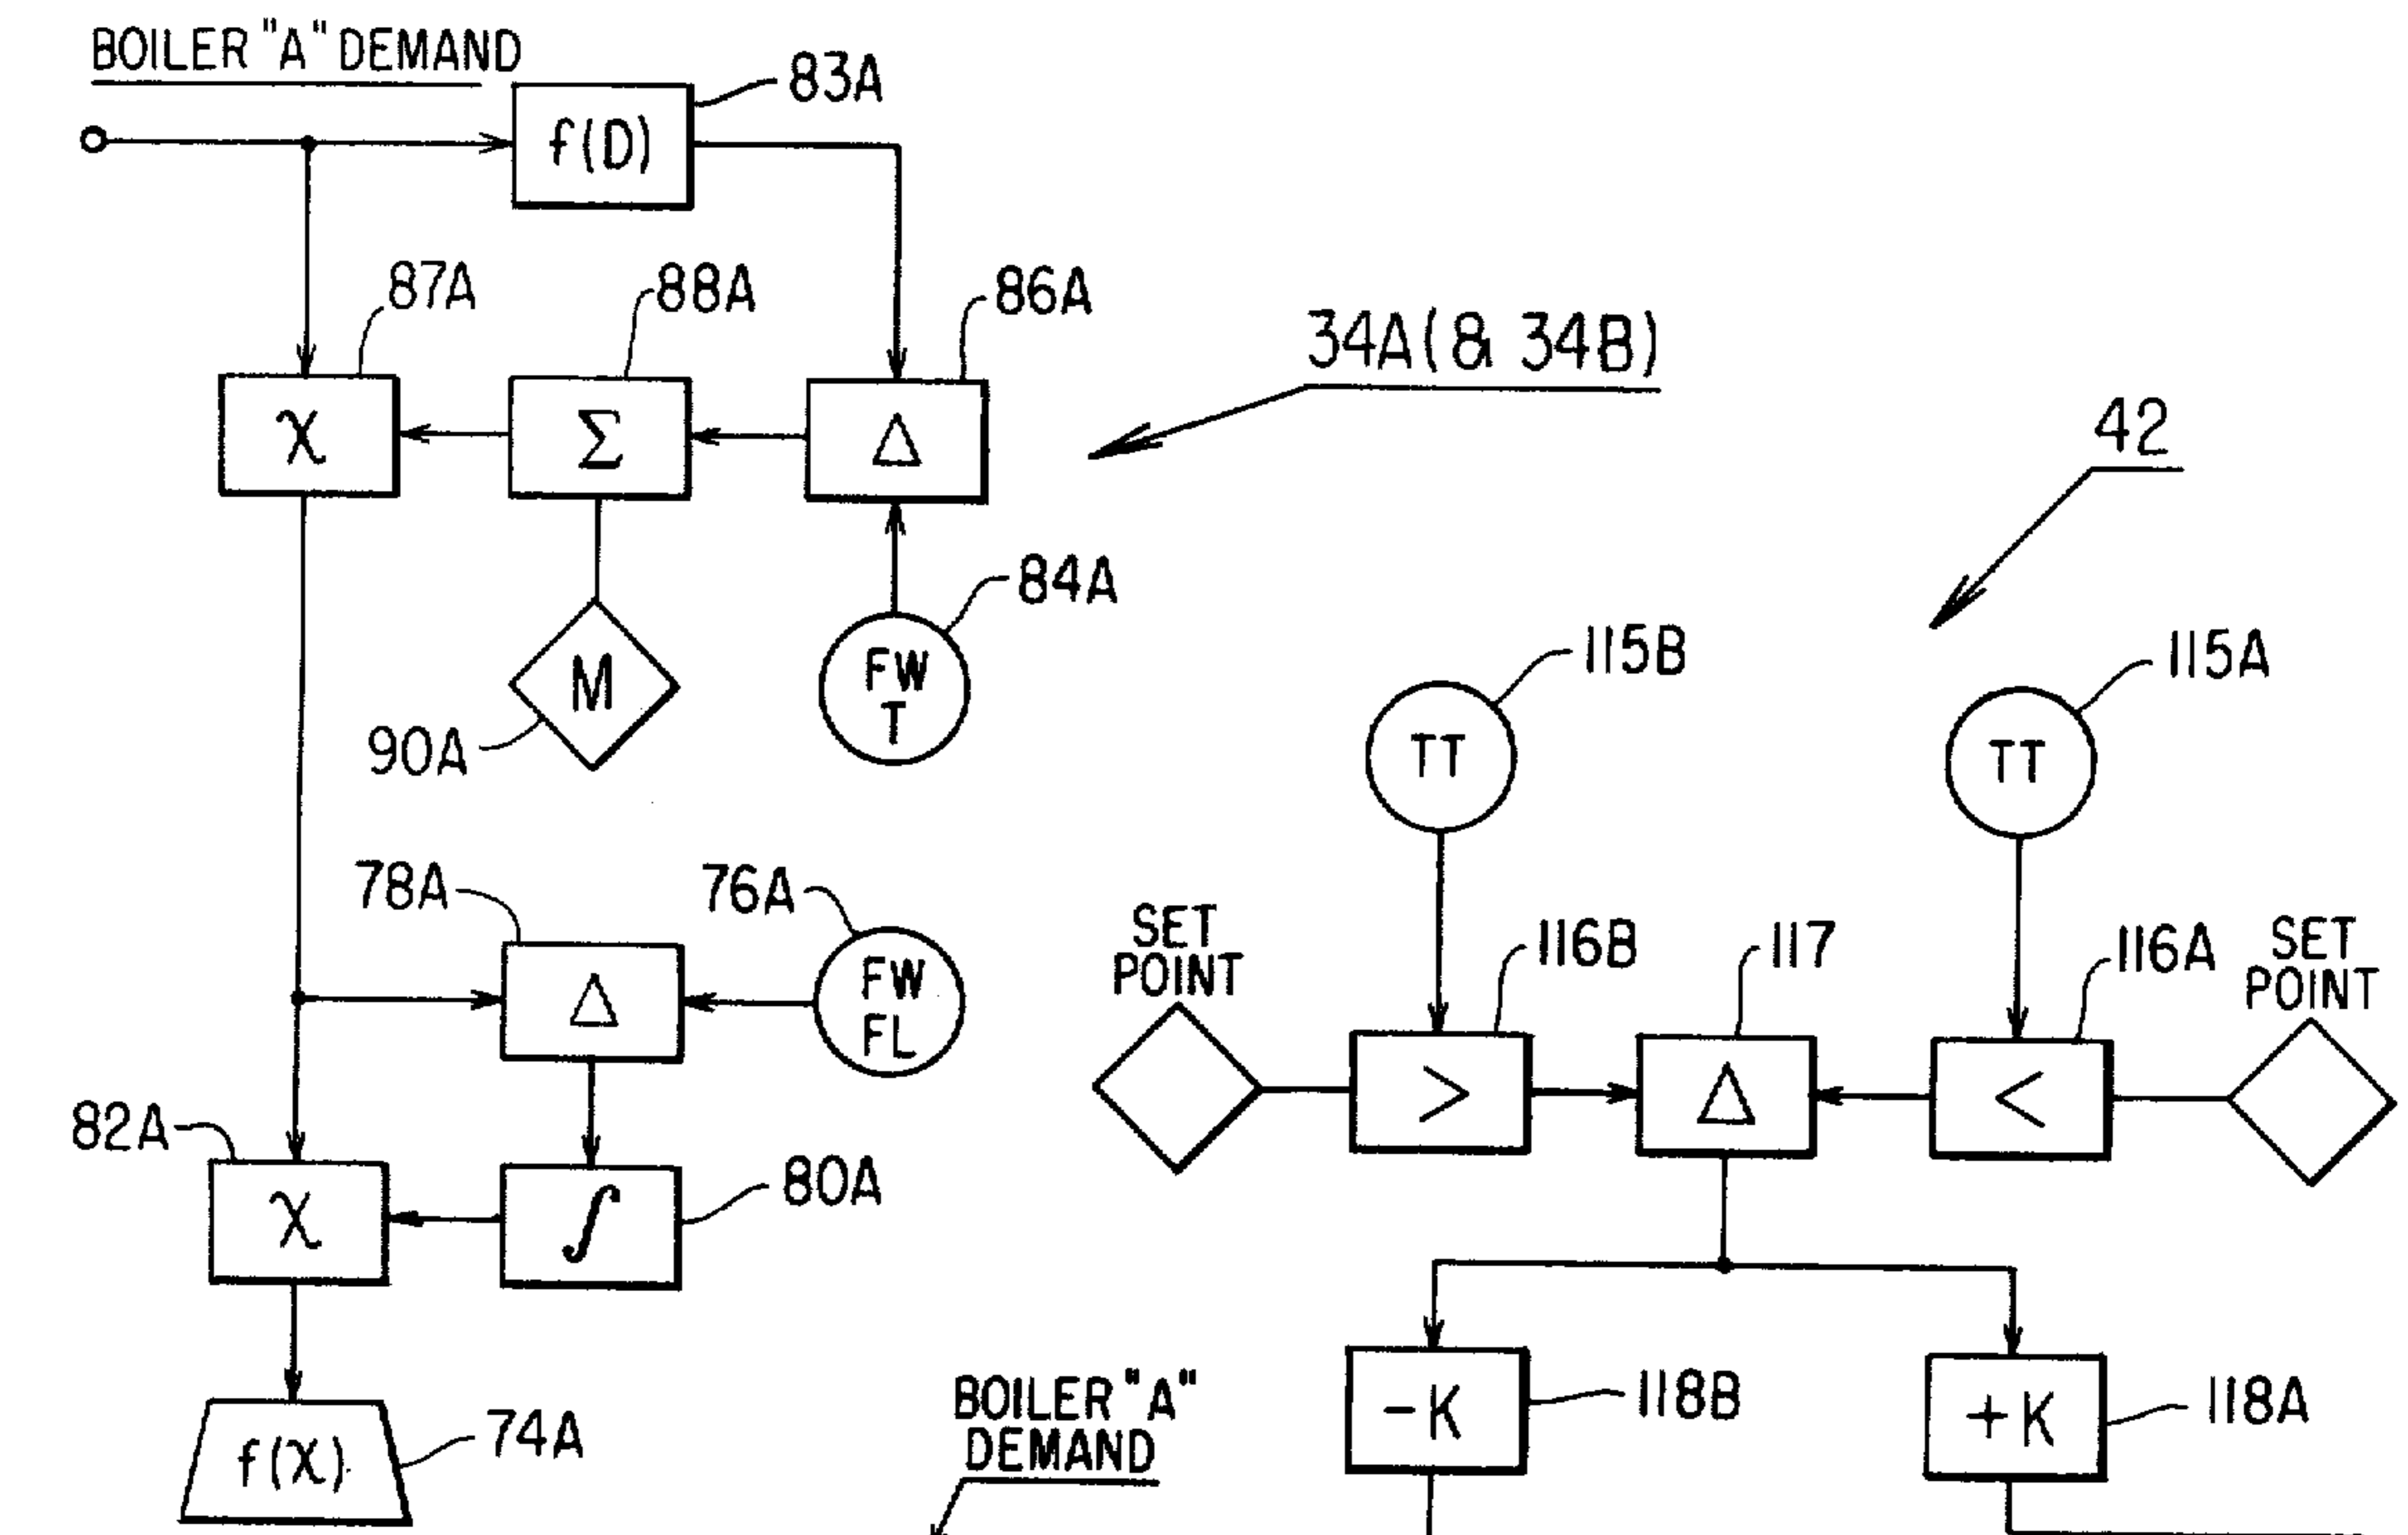 BOILER "A" DEMAND
83A
f(D)
87A
88A
86A
34A(& 34B)
42
χ
Σ
Δ
84A
FW
T
M
90A
115B
115A
TT
TT
78A
76A
FW
FL
Δ
SET
POINT
116B
117
116A
SET
POINT
>
Δ
<
82A
80A
χ
∫
BOILER "A"
DEMAND
-K
118B
+K
118A
f(χ)
74A